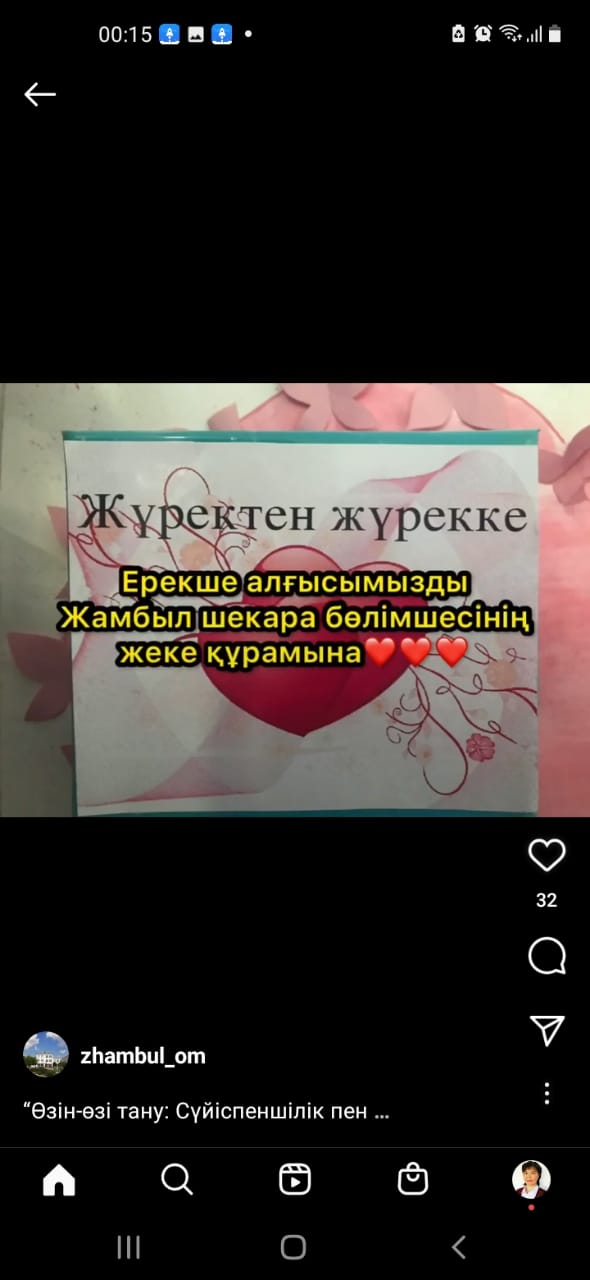 00:15
Жүректен жүрекке
Ерекше алғысымызды
Жамбыл шекара бөлімшесінің
жеке құрамына❤️❤️❤️
32
zhambul_om
“Өзін-өзі тану: Сүйіспеншілік пен ...